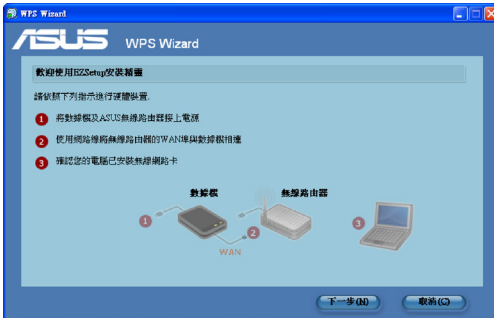 WPS Wizard
ASUS WPS Wizard
歡迎使用EZSetup安裝精靈
請依照下列指示進行硬體裝置.
1 將數據機及ASUS無線路由器接上電源
2 使用網路線將無線路由器的WAN埠與數據機相連
3 確認您的電腦已安裝無線網路卡
數據機 無線路由器
1
2
3
WAN
下一步(N) 取消(C)